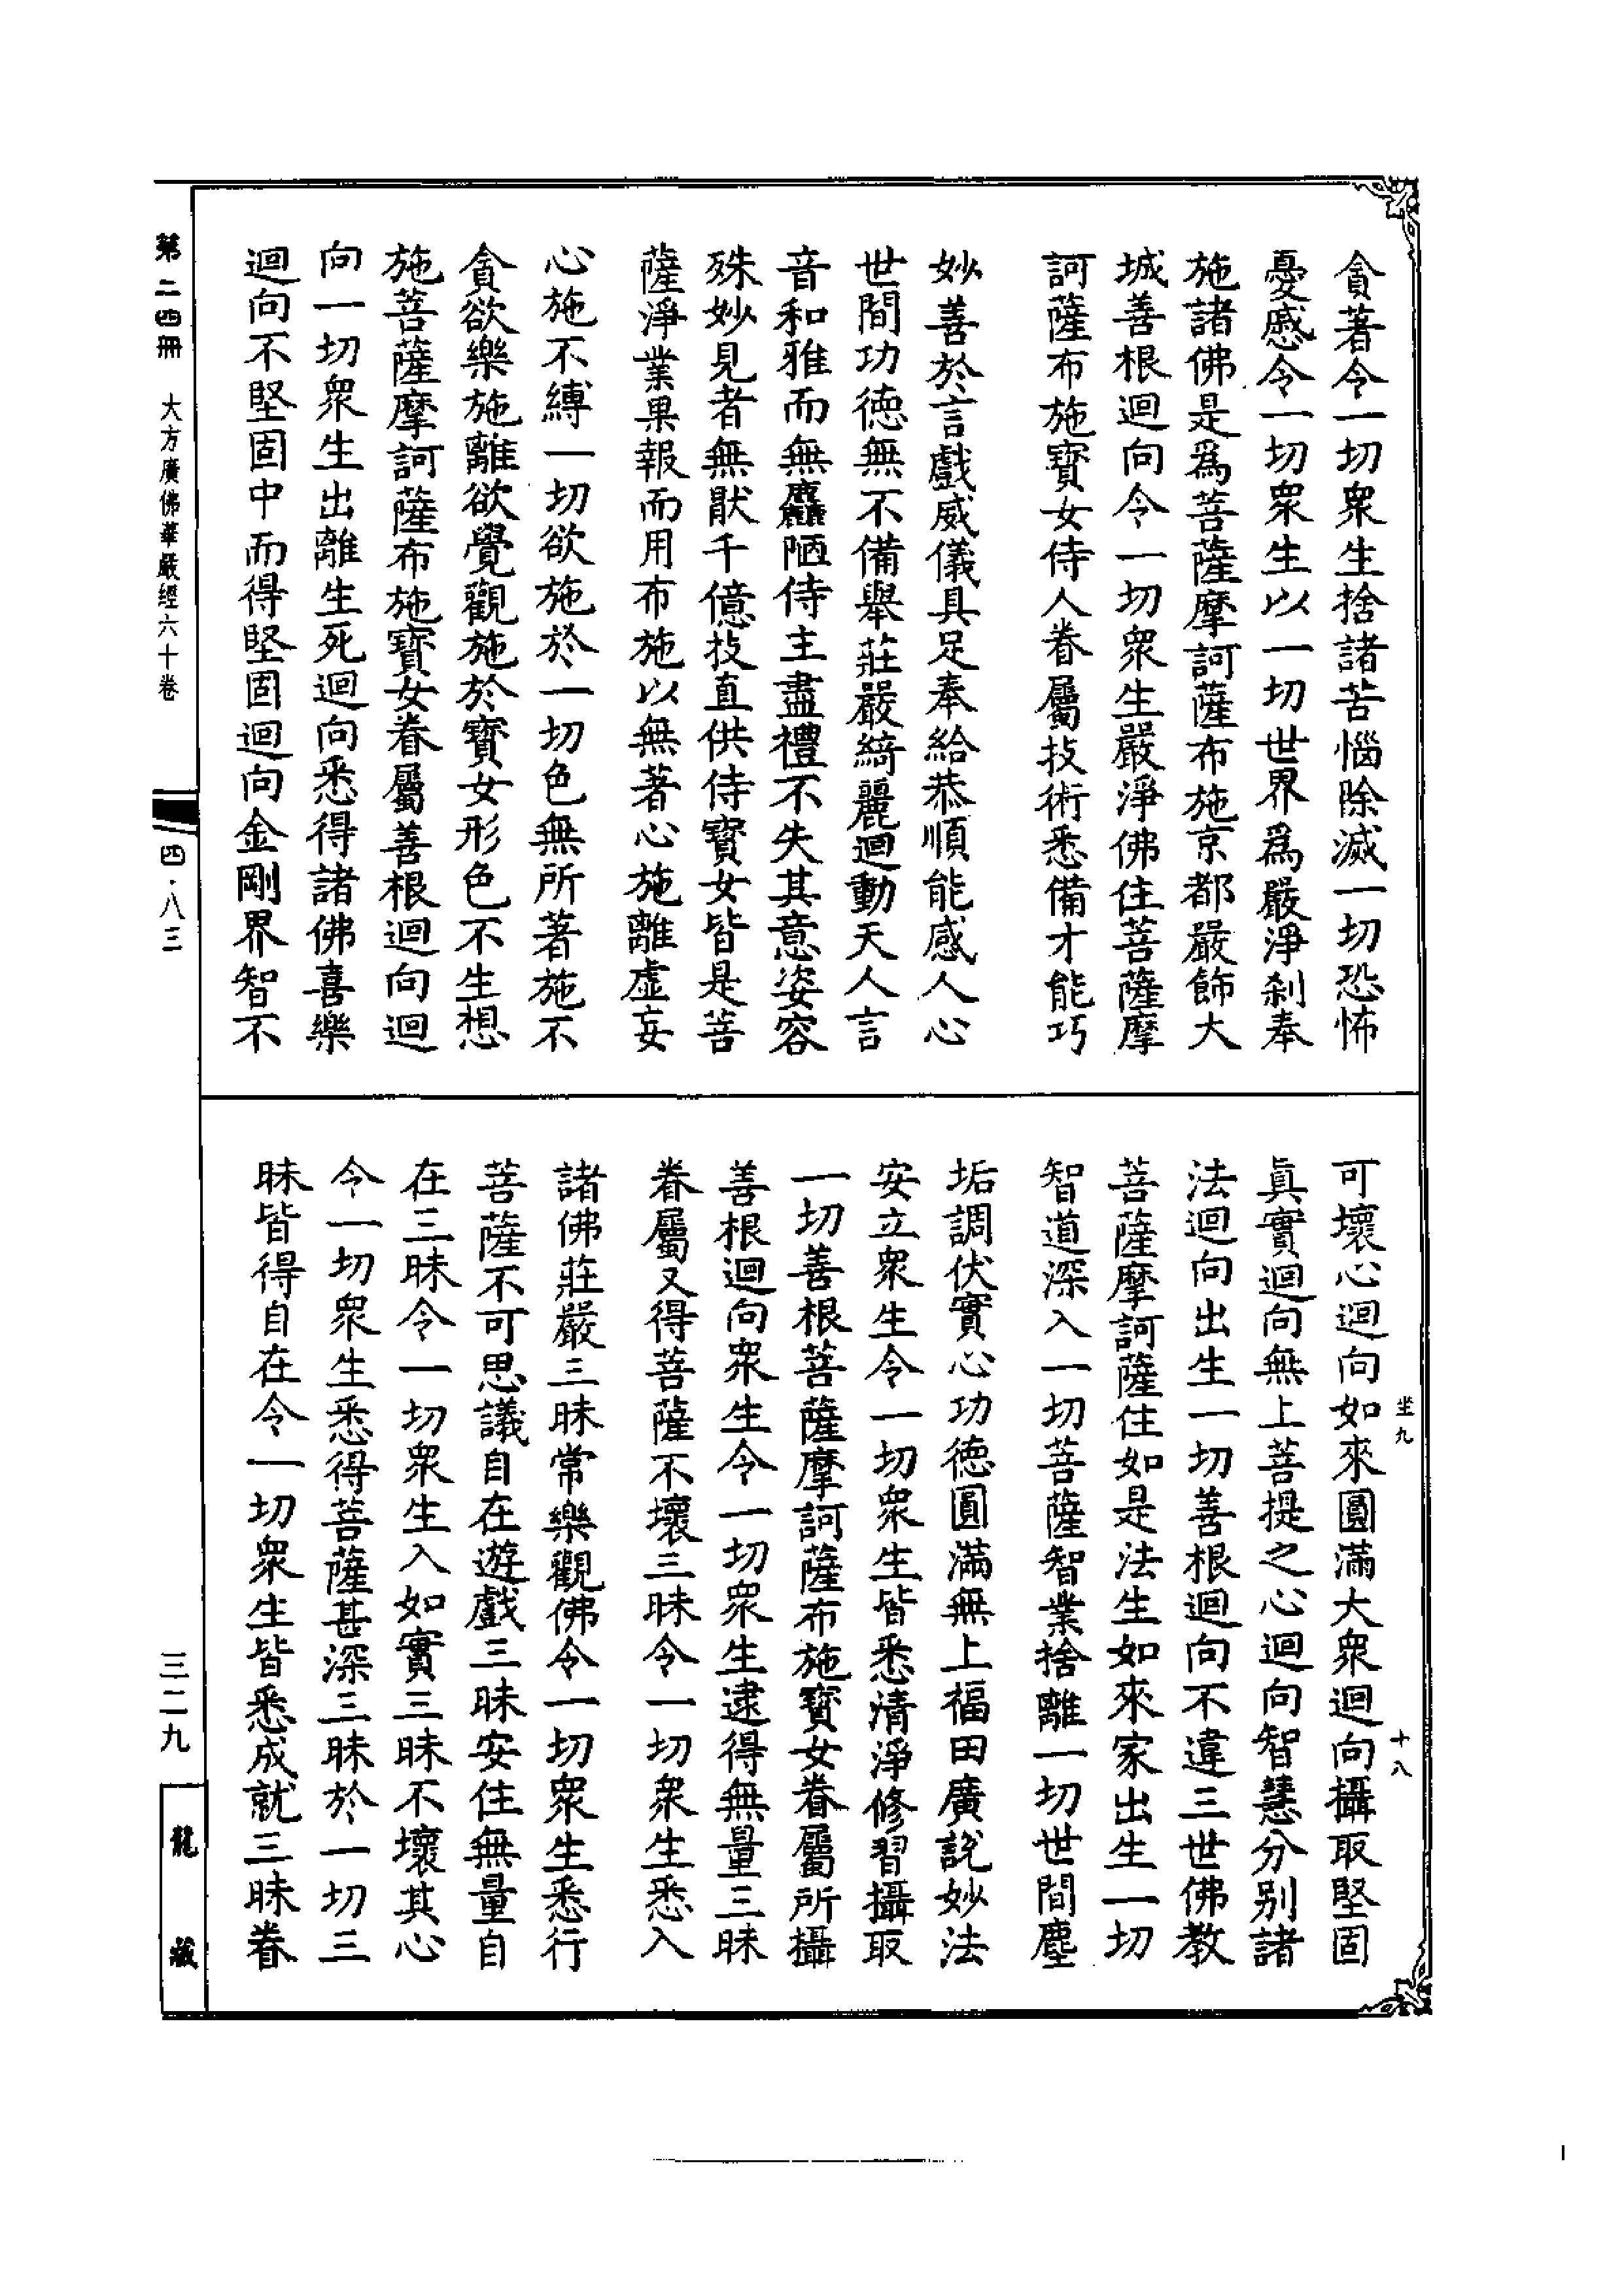 貪著令一切衆生捨諸苦惱除滅一切恐怖
憂慼令一切衆生以一切世界爲嚴淨刹奉
施諸佛是爲菩薩摩訶薩布施京都嚴飾大
城善根迴向令一切衆生嚴淨佛住菩薩摩
訶薩布施寶女侍人眷屬技術悉備才能巧
妙善於言戲威儀具足奉給恭順能感人心
世間功德無不備舉莊嚴綺麗迴動天人言
音和雅而無麤陋侍主盡禮不失其意姿容
殊妙見者無厭千億技直供侍寶女皆是菩
薩淨業果報而用布施以無著心施離虛妄
心施不縛一切欲施於一切色無所著施不
貪欲樂施離欲覺觀施於寶女形色不生想
施菩薩摩訶薩布施寶女眷屬善根迴向迴
向一切衆生出離生死迴向悉得諸佛喜樂
迴向不堅固中而得堅固迴向金剛界智不
可壞心迴向如來圓滿大衆迴向攝取堅固
眞實迴向無上菩提之心迴向智慧分別諸
法迴向出生一切善根迴向不違三世佛教
菩薩摩訶薩住如是法生如來家出生一切
智道深入一切菩薩智業捨離一切世間塵
垢調伏實心功德圓滿無上福田廣説妙法
安立衆生令一切衆生皆悉清淨修習攝取
一切善根菩薩摩訶薩布施寶女眷屬所攝
善根迴向衆生令一切衆生逮得無量三昧
眷屬又得菩薩不壞三昧令一切衆生悉入
諸佛莊嚴三昧常樂觀佛令一切衆生悉行
菩薩不可思議自在遊戲三昧安住無量自
在三昧令一切衆生入如實三昧不壞其心
令一切衆生悉得菩薩甚深三昧於一切三
昧皆得自在令一切衆生皆悉成就三昧眷
坐九
十八
第二四冊 大方廣佛華嚴經六十卷
四·八三
三二九
龍藏